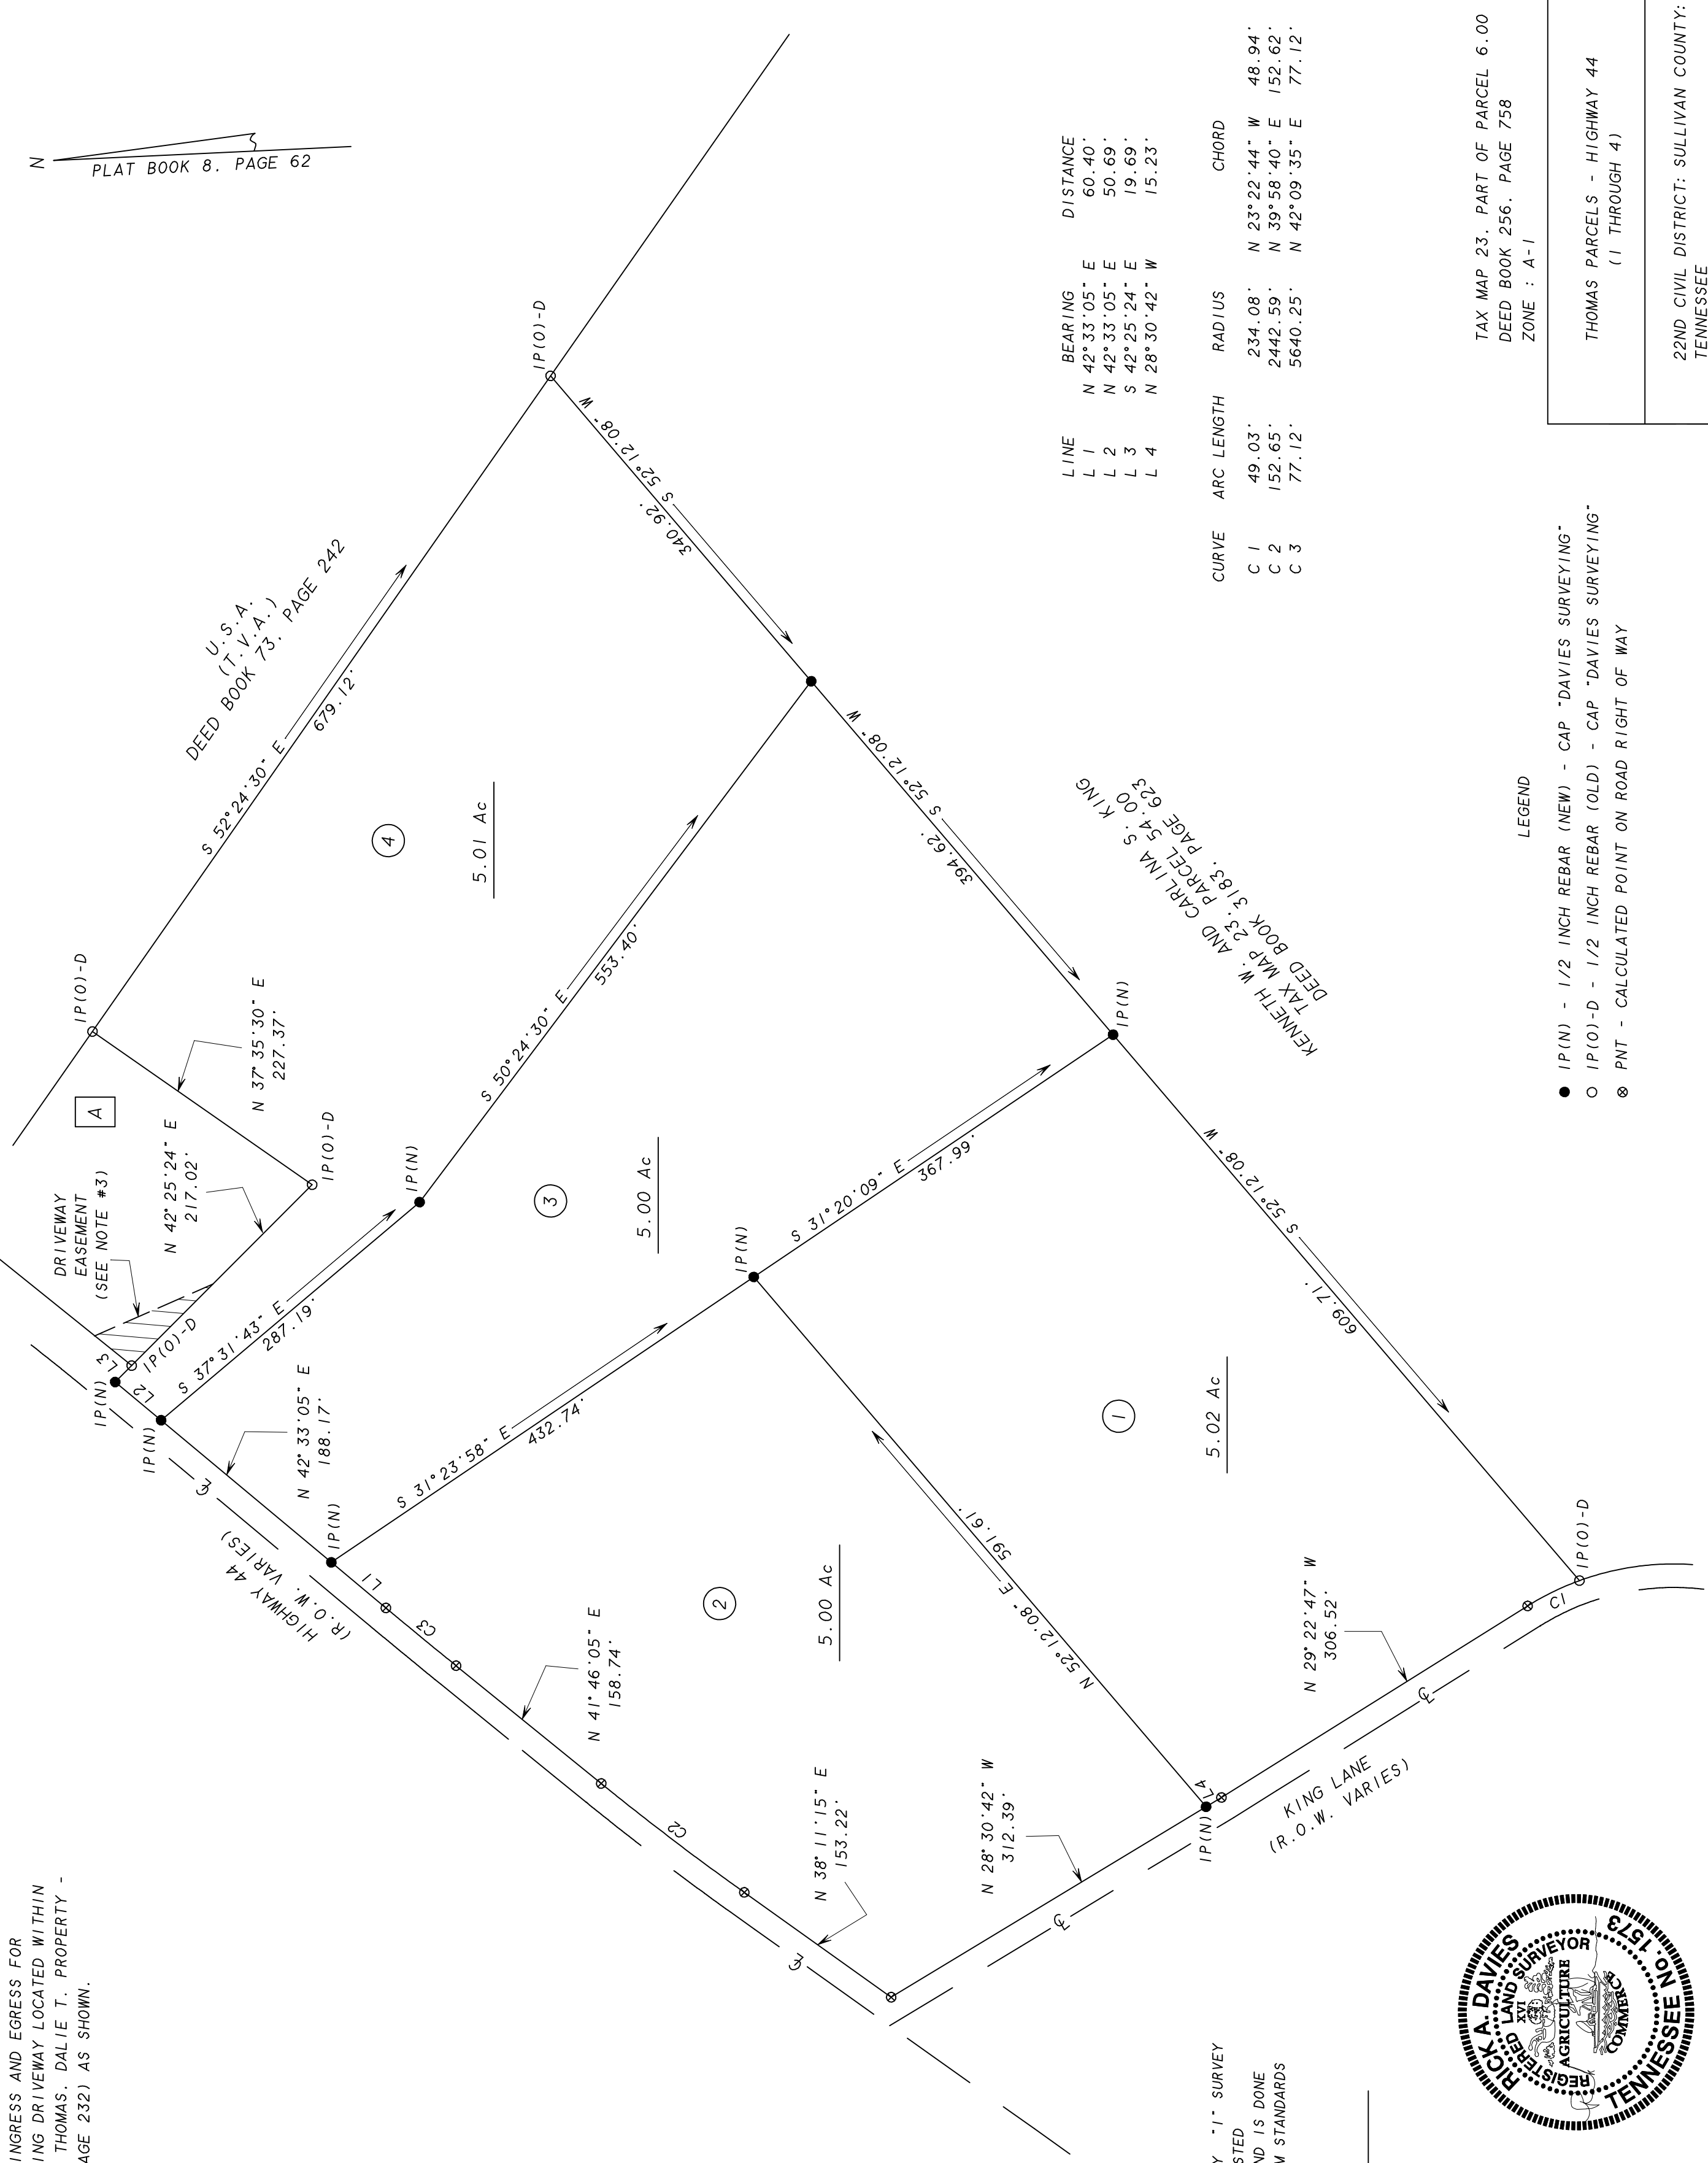 INGRESS AND EGRESS FOR
ING DRIVEWAY LOCATED WITHIN
THOMAS. DALIE T. PROPERTY -
AGE 232) AS SHOWN.
N
PLAT BOOK 8. PAGE 62
U.S.A.
(T.V.A.)
DEED BOOK 73. PAGE 242
S 52°24'30" E
679.12'
IP(O)-D
A
N 37°35'30" E
227.37'
IP(O)-D
N 42°25'24" E
217.02'
DRIVEWAY
EASEMENT
(SEE NOTE #3)
IP(O)-D
IP(O)-D
L3
IP(N)
L2
IP(N)
S 37°31'43" E
287.19'
IP(N)
S 50°24'30" E
553.40'
4
5.01 Ac
S 52°12'08" W
340.92'
N 42°33'05" E
188.17'
HIGHWAY 44
(R.O.W. VARIES)
IP(N)
S 31°23'58" E
432.74'
IP(N)
3
5.00 Ac
S 31°20'09" E
367.99'
S 52°12'08" W
394.62'
IP(N)
KENNETH W. AND CARLINA S. KING
TAX MAP 23. PARCEL 54.00
DEED BOOK 3183. PAGE 623
L1
C3
N 41°46'05" E
158.74'
C2
N 38°11'15" E
153.22'
2
5.00 Ac
N 28°30'42" W
312.39'
N 52°12'08" E
591.61'
L4
IP(N)
1
5.02 Ac
S 52°12'08" W
609.71'
N 29°22'47" W
306.52'
C1
IP(O)-D
KING LANE
(R.O.W. VARIES)
LINE BEARING DISTANCE
L 1 N 42°33'05" E 60.40'
L 2 N 42°33'05" E 50.69'
L 3 S 42°25'24" E 19.69'
L 4 N 28°30'42" W 15.23'
CURVE ARC LENGTH RADIUS CHORD
C 1 49.03' 234.08' N 23°22'44" W 48.94'
C 2 152.65' 2442.59' N 39°58'40" E 152.62'
C 3 77.12' 5640.25' N 42°09'35" E 77.12'
TAX MAP 23. PART OF PARCEL 6.00
DEED BOOK 256. PAGE 758
ZONE : A-1
THOMAS PARCELS - HIGHWAY 44
(1 THROUGH 4)
22ND CIVIL DISTRICT: SULLIVAN COUNTY:
TENNESSEE
LEGEND
IP(N) - 1/2 INCH REBAR (NEW) - CAP "DAVIES SURVEYING"
IP(O)-D - 1/2 INCH REBAR (OLD) - CAP "DAVIES SURVEYING"
PNT - CALCULATED POINT ON ROAD RIGHT OF WAY
Y "I" SURVEY
STED
ND IS DONE
M STANDARDS
RICK A. DAVIES
REGISTERED LAND SURVEYOR
XVI
AGRICULTURE
COMMERCE
TENNESSEE No. 1573